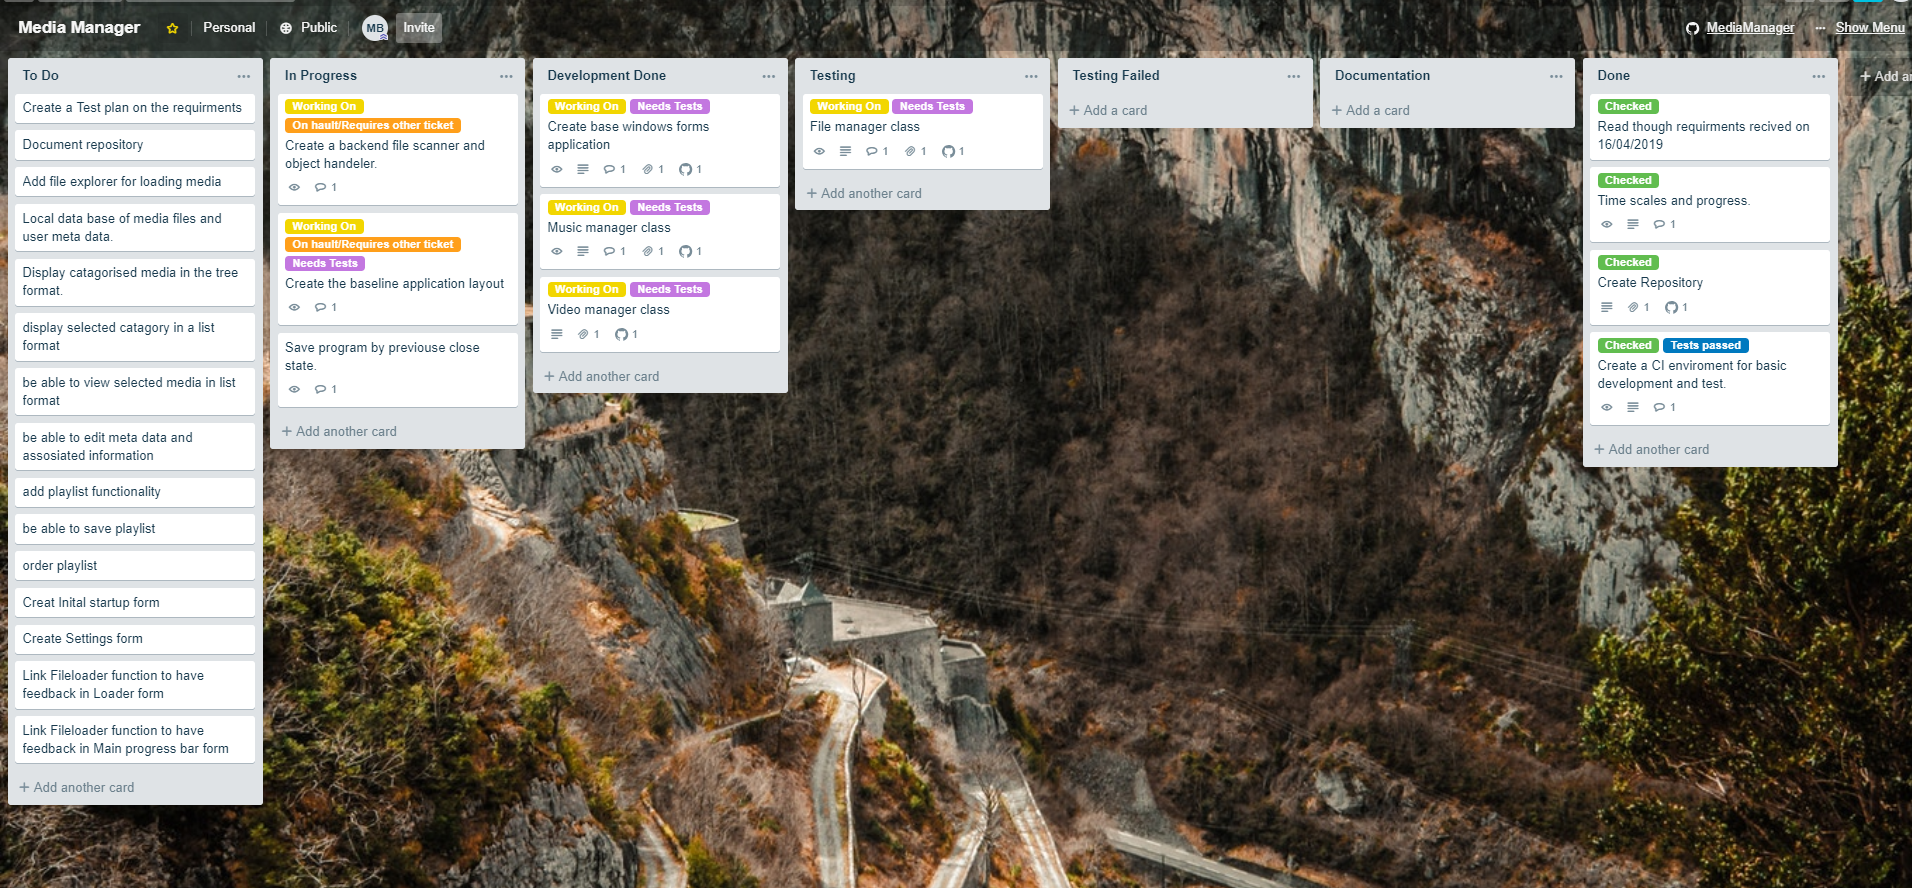 Media Manager
Personal
Public
MB
Invite
MediaManager
Show Menu
To Do
Create a Test plan on the requirments
Document repository
Add file explorer for loading media
Local data base of media files and
user meta data.
Display catagorised media in the tree
format.
display selected catagory in a list
format
be able to view selected media in list
format
be able to edit meta data and
assosiated information
add playlist functionality
be able to save playlist
order playlist
Creat Inital startup form
Create Settings form
Link Fileloader function to have
feedback in Loader form
Link Fileloader function to have
feedback in Main progress bar form
+ Add another card
In Progress
Working On
On hault/Requires other ticket
Create a backend file scanner and
object handeler.
1
Working On
On hault/Requires other ticket
Needs Tests
Create the baseline application layout
1
Save program by previouse close
state.
1
+ Add another card
Development Done
Working On Needs Tests
Create base windows forms
application
1 1 1
Working On Needs Tests
Music manager class
1 1 1
Working On Needs Tests
Video manager class
1 1
+ Add another card
Testing
Working On Needs Tests
File manager class
1 1 1
+ Add another card
Testing Failed
+ Add a card
Documentation
+ Add a card
Done
Checked
Read though requirments recived on
16/04/2019
Checked
Time scales and progress.
1
Checked
Create Repository
1 1
Checked Tests passed
Create a CI enviroment for basic
development and test.
1
+ Add another card
+ Add